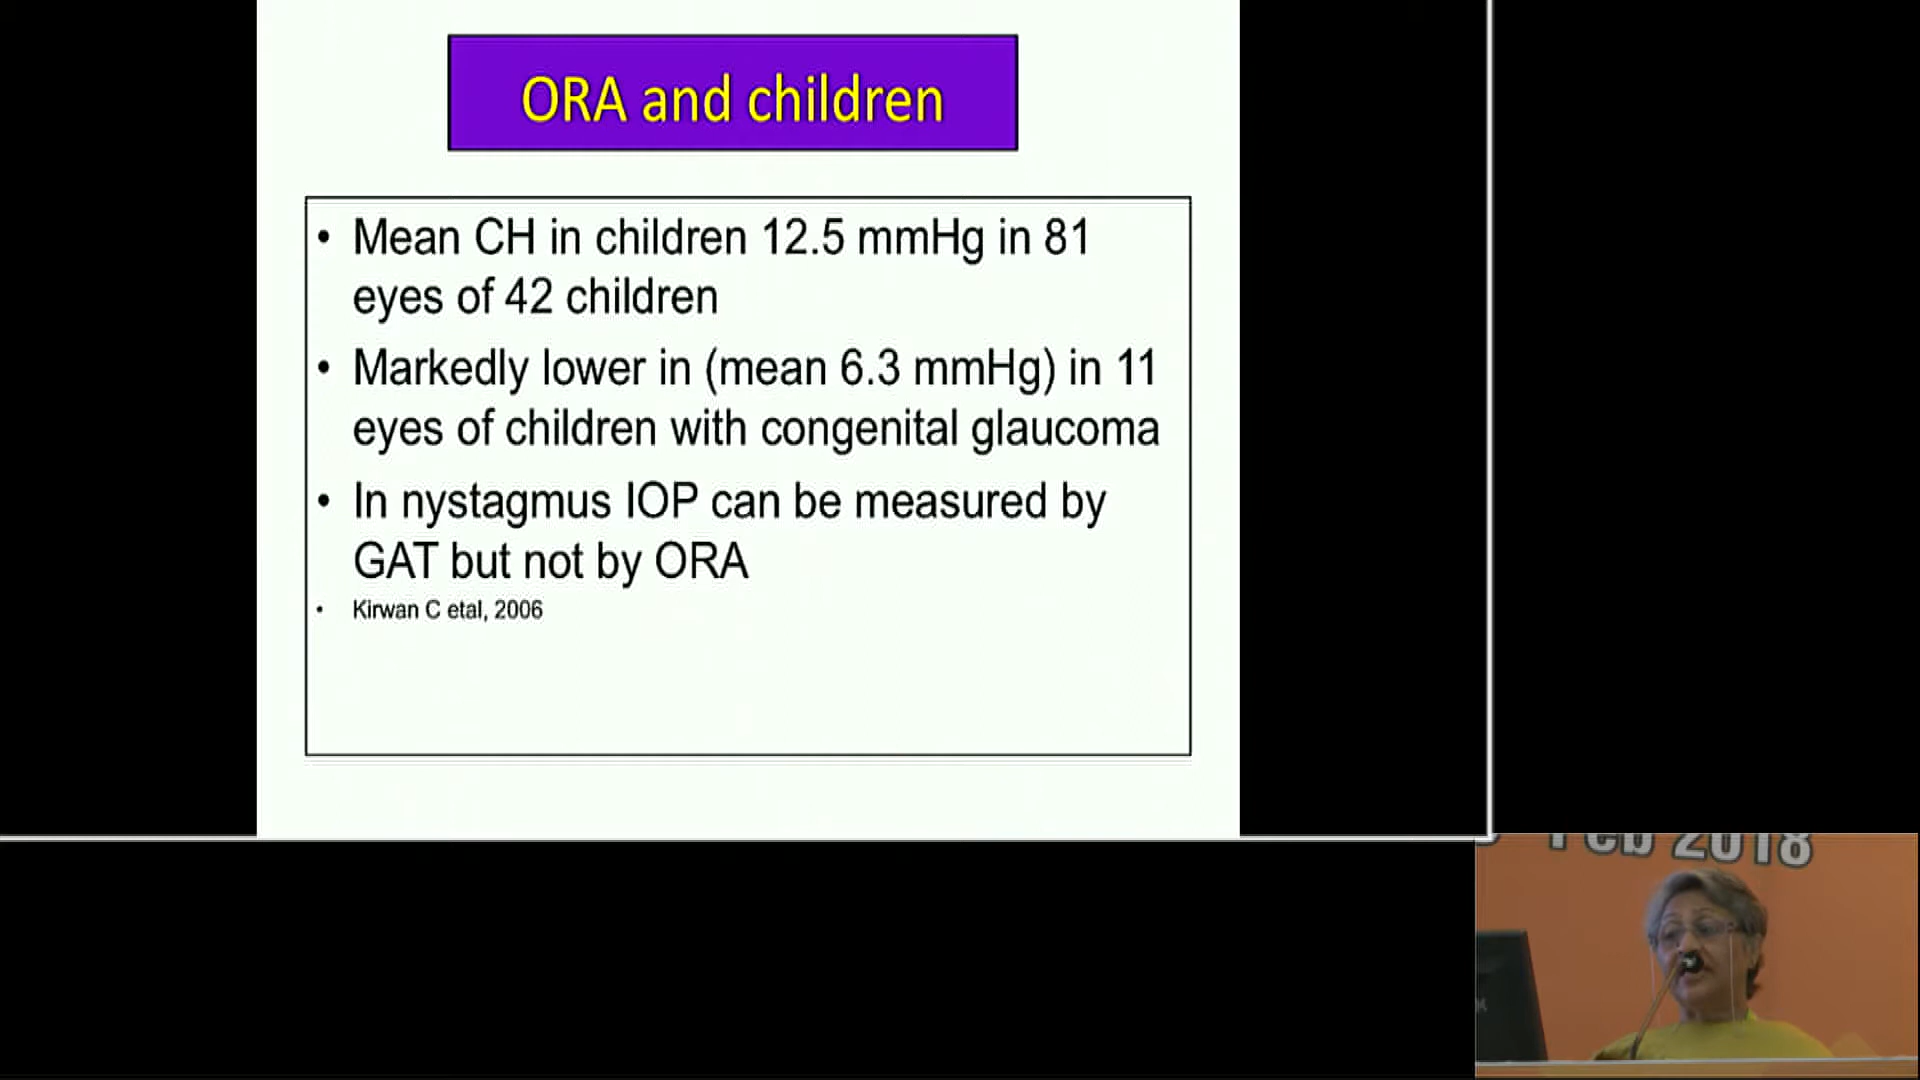 ORA and children
• Mean CH in children 12.5 mmHg in 81
eyes of 42 children
• Markedly lower in (mean 6.3 mmHg) in 11
eyes of children with congenital glaucoma
• In nystagmus IOP can be measured by
GAT but not by ORA
• Kirwan C etal, 2006
Feb 2018